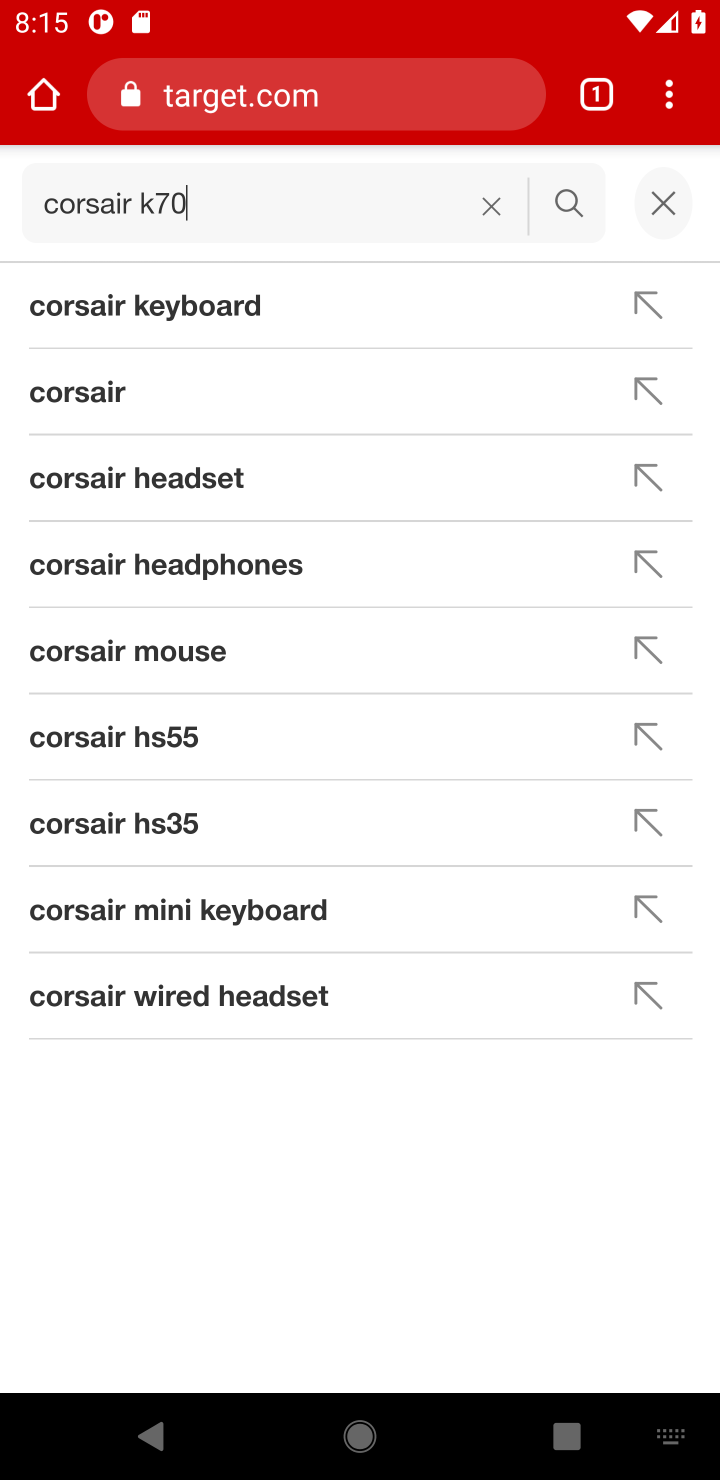 8:15
target.com
1
corsair k70
corsair keyboard
corsair
corsair headset
corsair headphones
corsair mouse
corsair hs55
corsair hs35
corsair mini keyboard
corsair wired headset